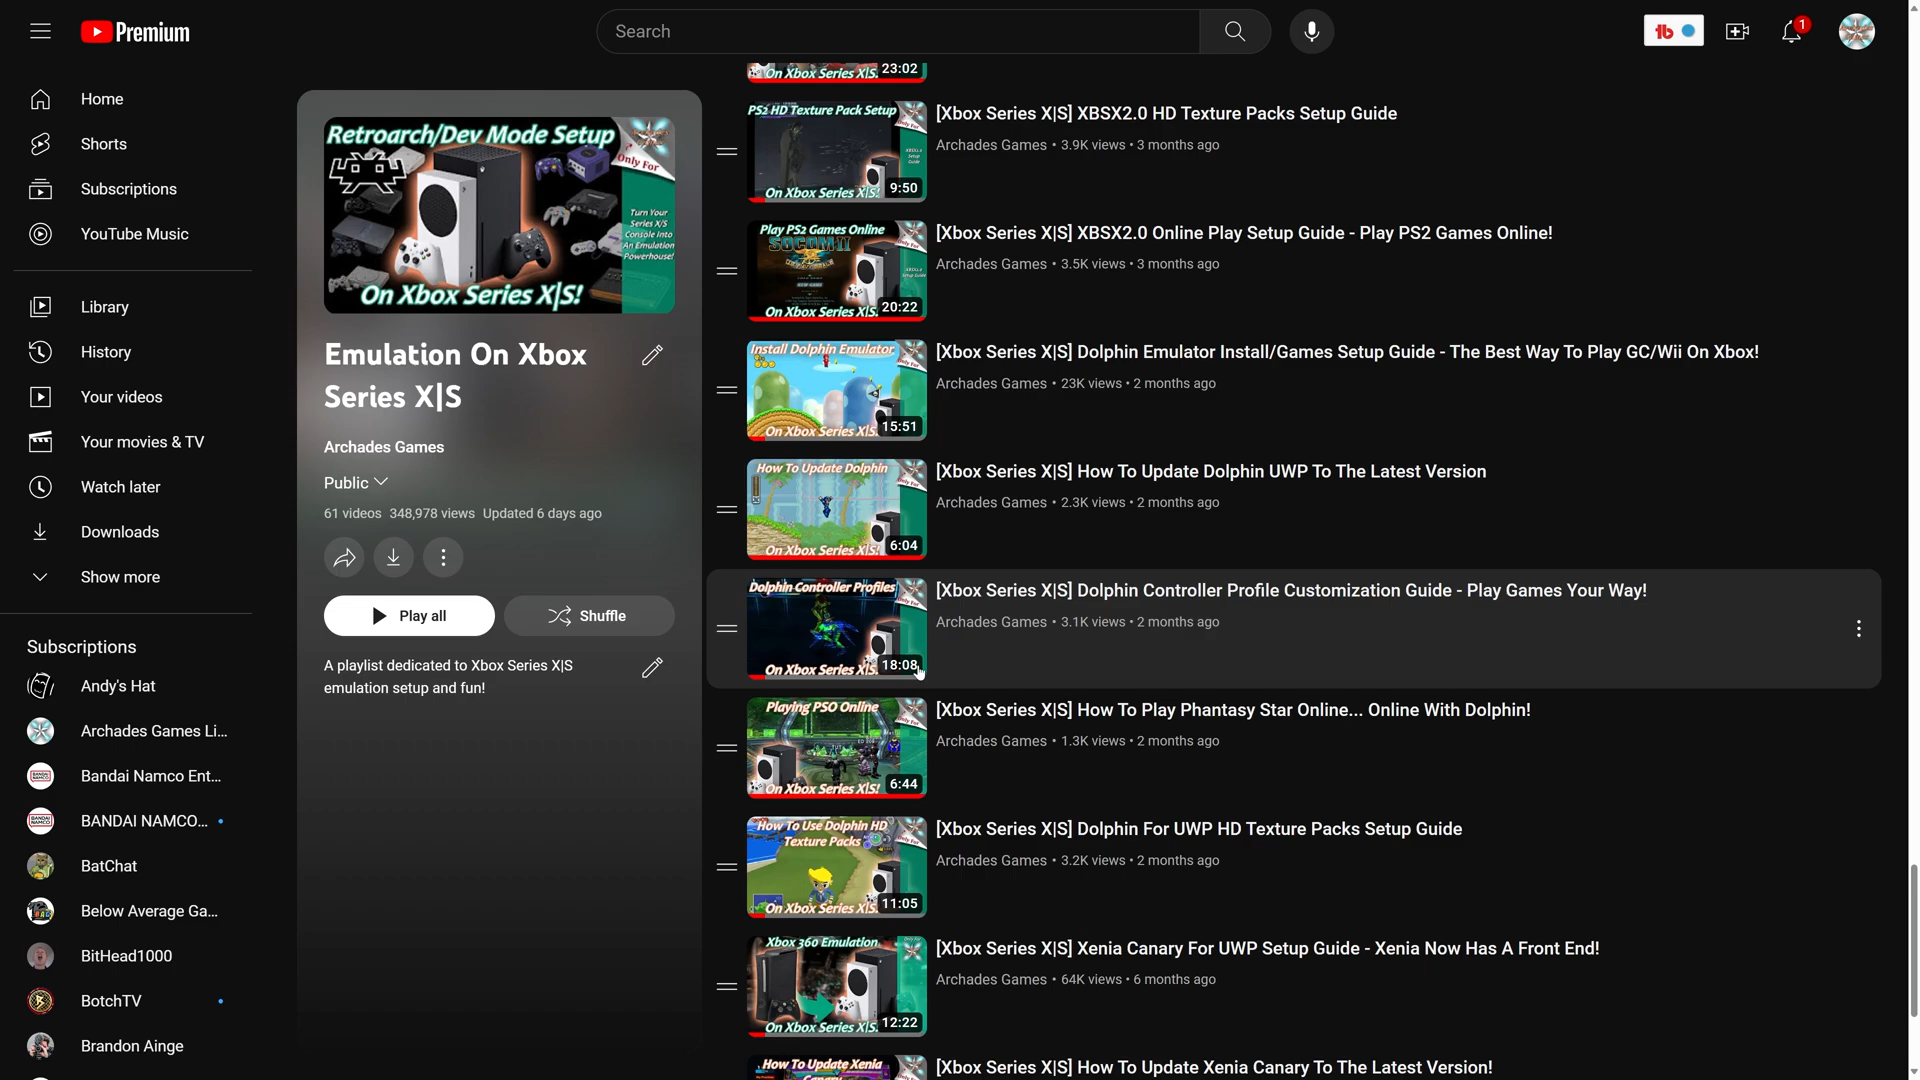 Premium
Search
1
Home
Shorts
Subscriptions
YouTube Music
Library
History
Your videos
Your movies & TV
Watch later
Downloads
Show more
Subscriptions
Andy's Hat
Archades Games Li...
Bandai Namco Ent...
BANDAI NAMCO...
BatChat
Below Average Ga...
BitHead1000
BotchTV
Brandon Ainge
Retroarch/Dev Mode Setup
Only For
Turn Your
Series X/S
Console Into
An Emulation
Powerhouse!
On Xbox Series X|S!
Emulation On Xbox
Series X|S
Archades Games
Public
61 videos 348,978 views Updated 6 days ago
Play all
Shuffle
A playlist dedicated to Xbox Series X|S
emulation setup and fun!
On Xbox Series X|S.
23:02
PS2 HD Texture Pack Setup
On Xbox Series X|S!
9:50
[Xbox Series X|S] XBSX2.0 HD Texture Packs Setup Guide
Archades Games • 3.9K views • 3 months ago
Play PS2 Games Online
SOCOM II
On Xbox Series X|S!
20:22
[Xbox Series X|S] XBSX2.0 Online Play Setup Guide - Play PS2 Games Online!
Archades Games • 3.5K views • 3 months ago
Install Dolphin Emulator
On Xbox Series X|S.
15:51
[Xbox Series X|S] Dolphin Emulator Install/Games Setup Guide - The Best Way To Play GC/Wii On Xbox!
Archades Games • 23K views • 2 months ago
How To Update Dolphin
On Xbox Series X|S!
6:04
[Xbox Series X|S] How To Update Dolphin UWP To The Latest Version
Archades Games • 2.3K views • 2 months ago
Dolphin Controller Profiles
On Xbox Series X|S.
18:08
[Xbox Series X|S] Dolphin Controller Profile Customization Guide - Play Games Your Way!
Archades Games • 3.1K views • 2 months ago
Playing PSO Online
On Xbox Series X|S!
6:44
[Xbox Series X|S] How To Play Phantasy Star Online... Online With Dolphin!
Archades Games • 1.3K views • 2 months ago
How To Use Dolphin HD
Texture Packs
On Xbox Series X|S.
11:05
[Xbox Series X|S] Dolphin For UWP HD Texture Packs Setup Guide
Archades Games • 3.2K views • 2 months ago
Xbox 360 Emulation
On Xbox Series X|S.
12:22
[Xbox Series X|S] Xenia Canary For UWP Setup Guide - Xenia Now Has A Front End!
Archades Games • 64K views • 6 months ago
How To Update Xenia
Canary
[Xbox Series X|S] How To Update Xenia Canary To The Latest Version!